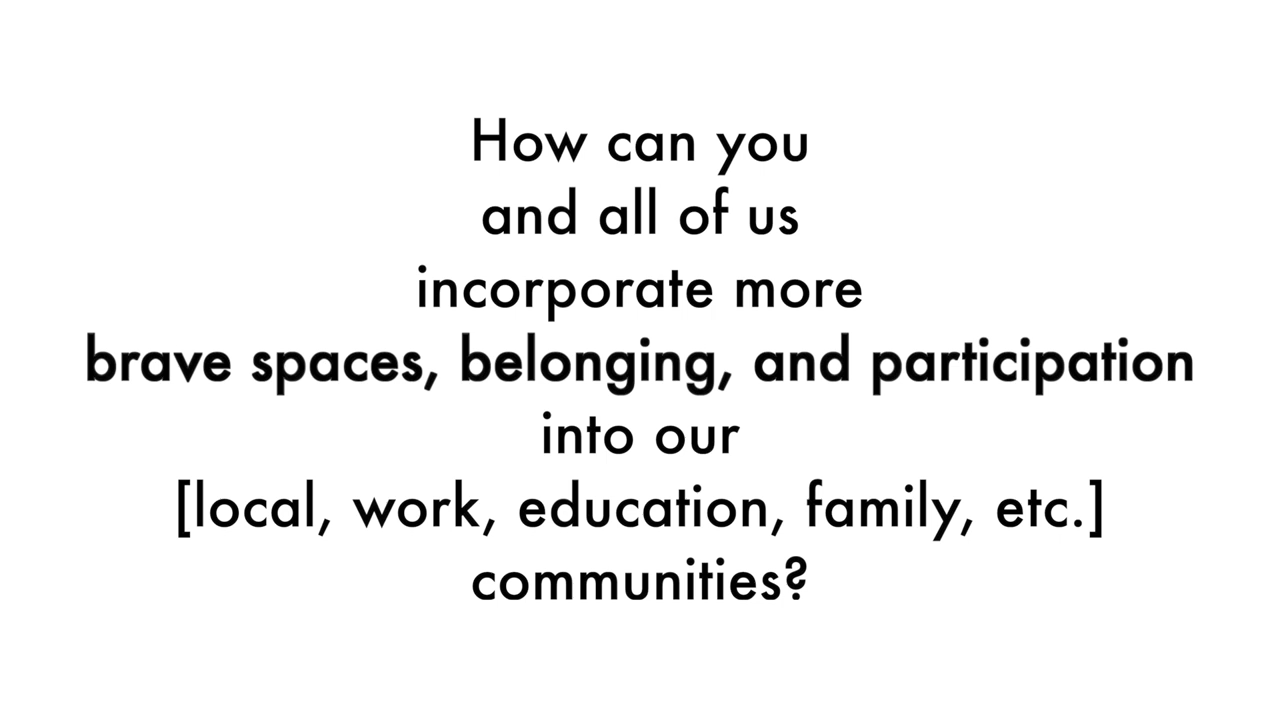 How can you
and all of us
incorporate more
brave spaces, belonging, and participation
into our
[local, work, education, family, etc.]
communities?